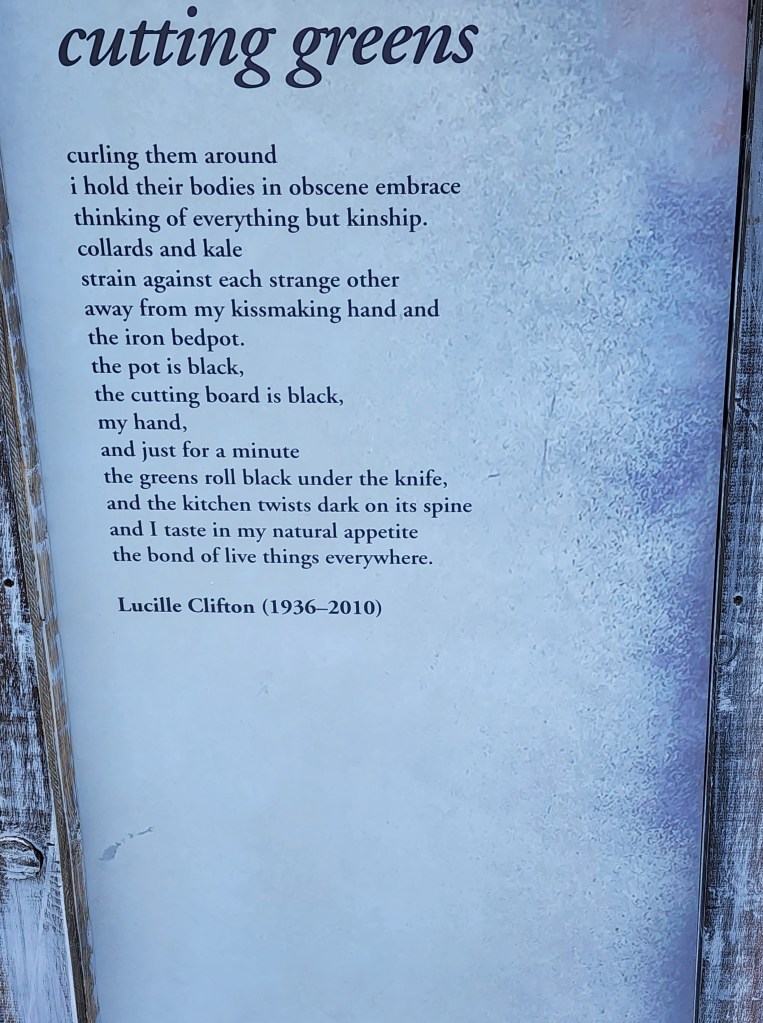 cutting greens
curling them around
i hold their bodies in obscene embrace
thinking of everything but kinship.
collards and kale
strain against each strange other
away from my kissmaking hand and
the iron bedpot.
the pot is black,
the cutting board is black,
my hand,
and just for a minute
the greens roll black under the knife,
and the kitchen twists dark on its spine
and I taste in my natural appetite
the bond of live things everywhere.
Lucille Clifton (1936–2010)